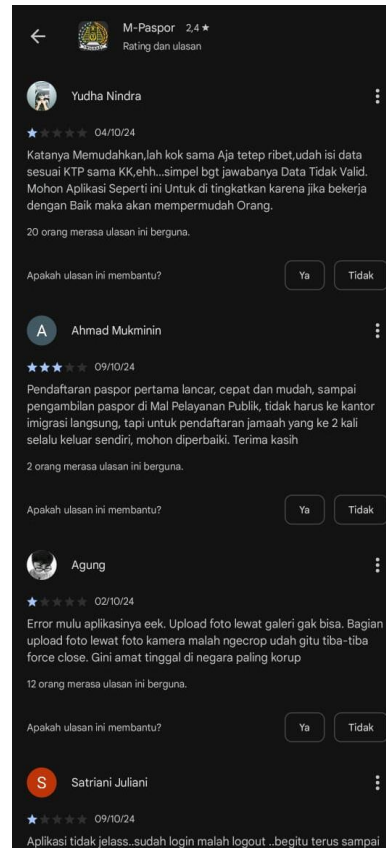 M-Paspor 2,4 ★
Rating dan ulasan
Yudha Nindra
04/10/24
Katanya Memudahkan,lah kok sama Aja tetep ribet,udah isi data
sesuai KTP sama KK,ehh...simpel bgt jawabanya Data Tidak Valid.
Mohon Aplikasi Seperti ini Untuk di tingkatkan karena jika bekerja
dengan Baik maka akan mempermudah Orang.
20 orang merasa ulasan ini berguna.
Apakah ulasan ini membantu? Ya Tidak
A Ahmad Mukminin
09/10/24
Pendaftaran paspor pertama lancar, cepat dan mudah, sampai
pengambilan paspor di Mal Pelayanan Publik, tidak harus ke kantor
imigrasi langsung, tapi untuk pendaftaran jamaah yang ke 2 kali
selalu keluar sendiri, mohon diperbaiki. Terima kasih
2 orang merasa ulasan ini berguna.
Apakah ulasan ini membantu? Ya Tidak
Agung
02/10/24
Error mulu aplikasinya eek. Upload foto lewat galeri gak bisa. Bagian
upload foto lewat foto kamera malah ngecrop udah gitu tiba-tiba
force close. Gini amat tinggal di negara paling korup
12 orang merasa ulasan ini berguna.
Apakah ulasan ini membantu? Ya Tidak
S Satriani Juliani
09/10/24
Aplikasi tidak jelass..sudah login malah logout ..begitu terus sampai